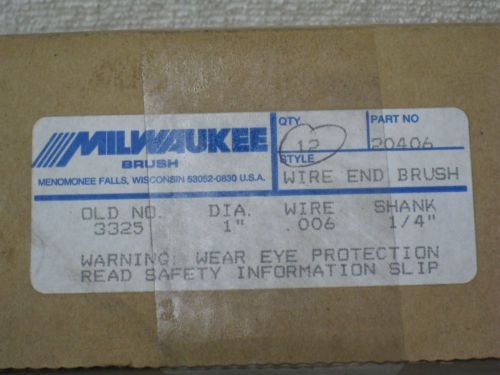 MILWAUKEE
BRUSH
MENOMONEE FALLS, WISCONSIN 53052-0830 U.S.A.
QTY PART NO
12 20406
STYLE
WIRE END BRUSH
OLD NO. DIA. WIRE SHANK
3325 1" .006 1/4"
WARNING: WEAR EYE PROTECTION
READ SAFETY INFORMATION SLIP